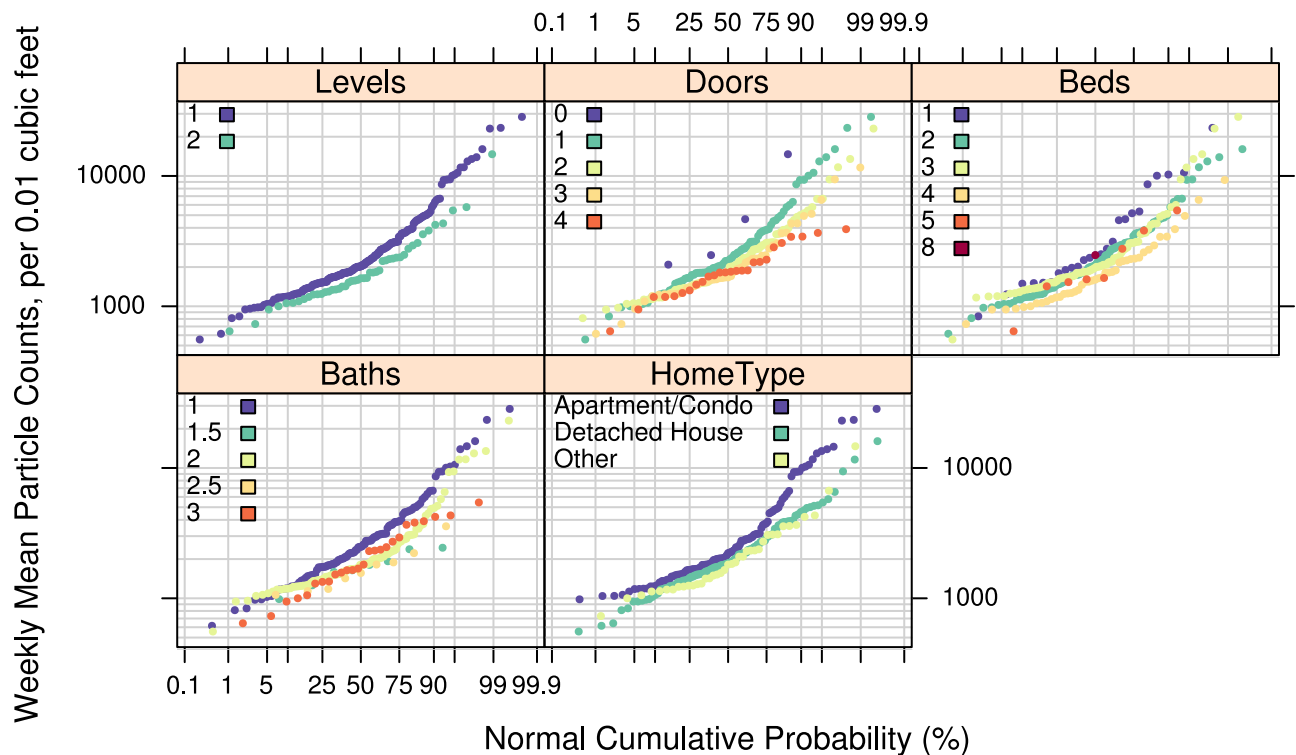 Weekly Mean Particle Counts, per 0.01 cubic feet
0.1 1 5 25 50 75 90 99 99.9
Levels
1
2
10000
1000
Doors
0
1
2
3
4
Beds
1
2
3
4
5
8
Baths
1
1.5
2
2.5
3
HomeType
Apartment/Condo
Detached House
Other
10000
1000
0.1 1 5 25 50 75 90 99 99.9
Normal Cumulative Probability (%)